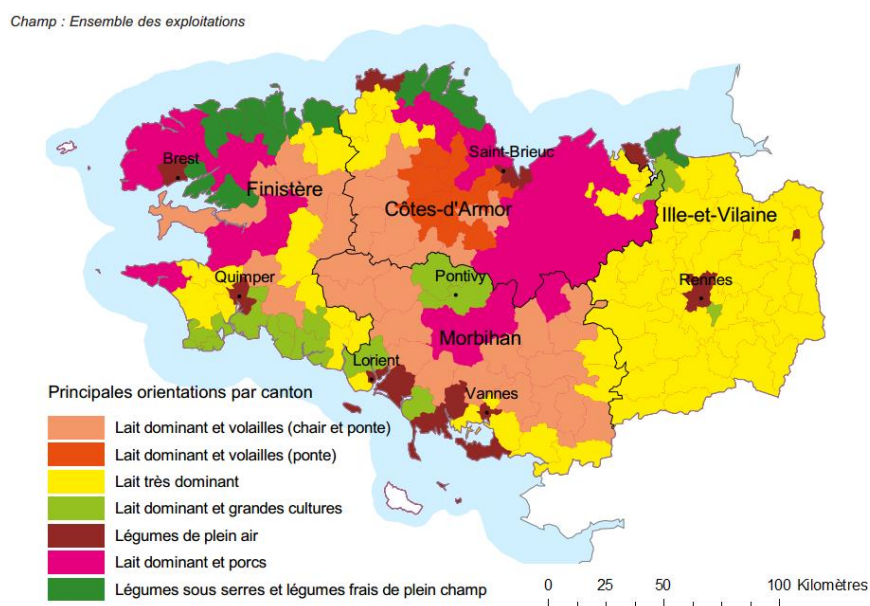 Champ : Ensemble des exploitations
Brest
Finistère
Saint-Brieuc
Côtes-d'Armor
Ille-et-Vilaine
Quimper
Pontivy
Rennes
Morbihan
Lorient
Vannes
Principales orientations par canton
Lait dominant et volailles (chair et ponte)
Lait dominant et volailles (ponte)
Lait très dominant
Lait dominant et grandes cultures
Légumes de plein air
Lait dominant et porcs
Légumes sous serres et légumes frais de plein champ
0 25 50 100 Kilomètres